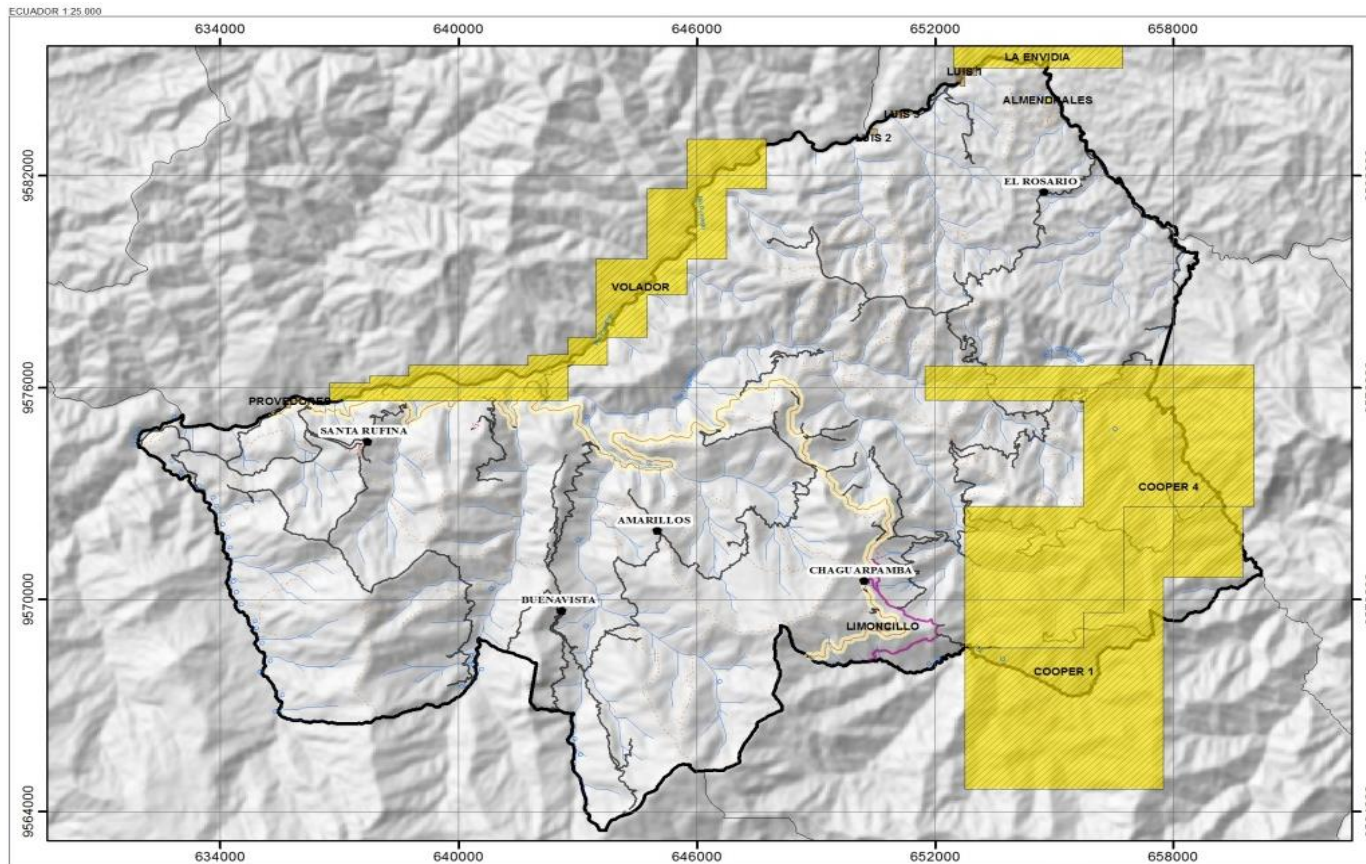 ECUADOR 1:25 000
634000 640000 646000 652000 658000
LA ENVIDIA
LUIS 1
ALMENDRALES
LUIS 3
LUIS 2
9582000
EL ROSARIO
VOLADOR
9576000
PROVEDORES
SANTA RUFINA
COOPER 4
AMARILLOS
CHAGUARPAMBA
9570000
BUENAVISTA
LIMONCILLO
COOPER 1
9564000
634000 640000 646000 652000 658000